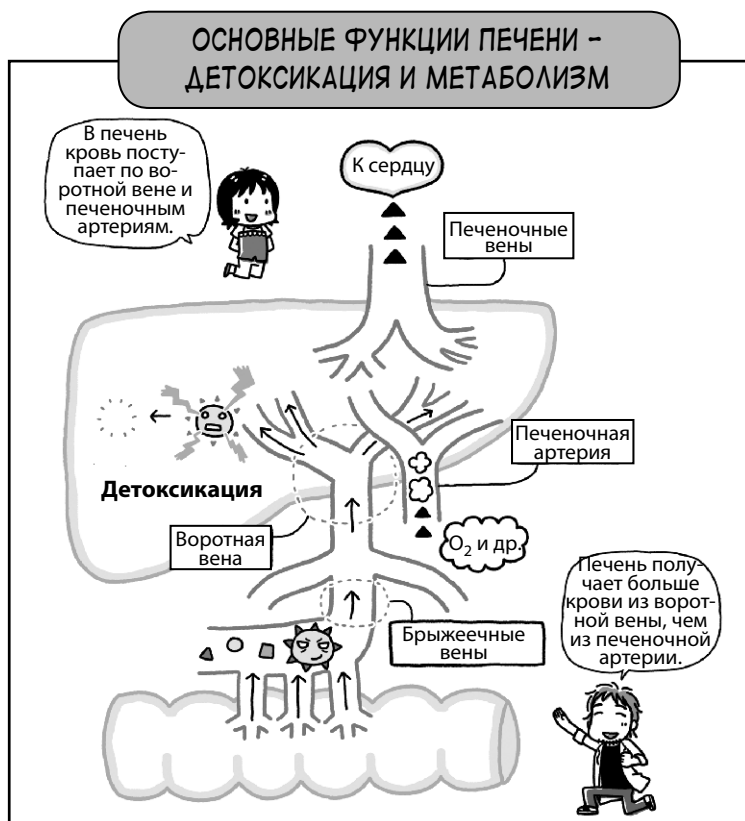 ОСНОВНЫЕ ФУНКЦИИ ПЕЧЕНИ –
ДЕТОКСИКАЦИЯ И МЕТАБОЛИЗМ
В печень
кровь посту-
пает по во-
ротной вене и
печеночным
артериям.
К сердцу
Печеночные
вены
Печеночная
артерия
Детоксикация
Воротная
вена
O₂ и др.
Печень полу-
чает больше
крови из ворот-
ной вены, чем
из печеночной
артерии.
Брыжеечные
вены